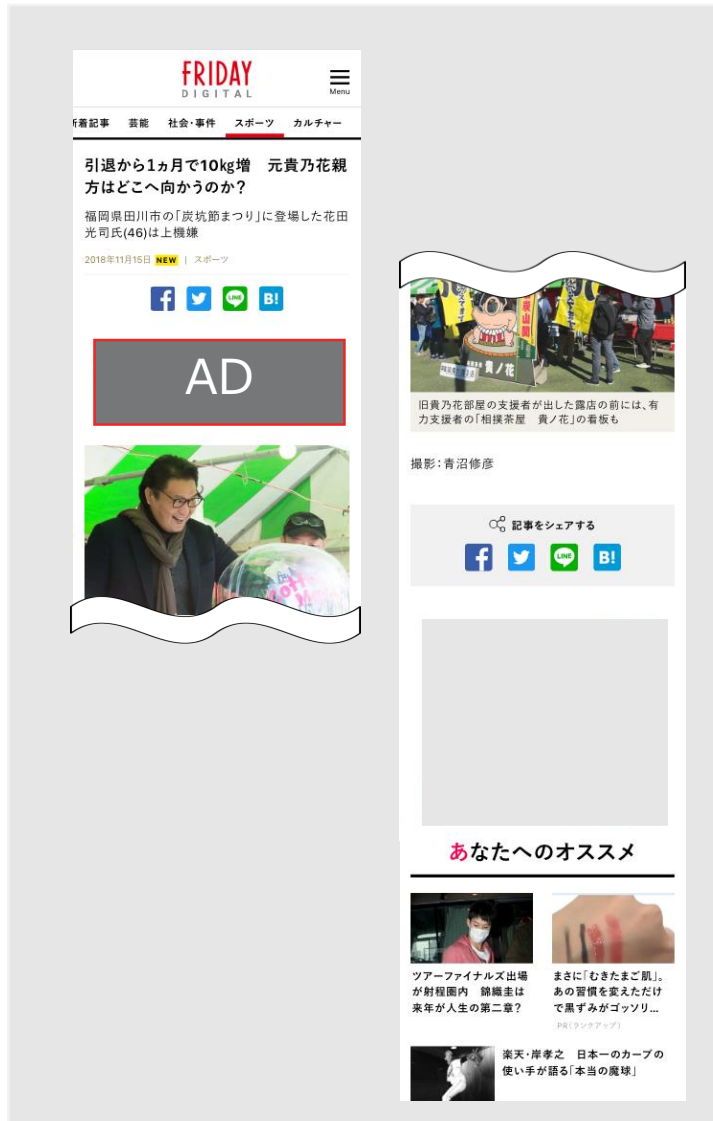 FRIDAY
DIGITAL
Menu
新着記事 芸能 社会・事件 スポーツ カルチャー
引退から1ヵ月で10㎏増 元貴乃花親
方はどこへ向かうのか?
福岡県田川市の「炭坑節まつり」に登場した花田
光司氏(46)は上機嫌
2018年11月15日 NEW | スポーツ
LINE
B!
AD
貴ノ花
旧貴乃花部屋の支援者が出した露店の前には、有
力支援者の「相撲茶屋 貴ノ花」の看板も
撮影:青沼修彦
記事をシェアする
LINE
B!
あなたへのオススメ
ツアーファイナルズ出場
が射程圏内 錦織圭は
来年が人生の第二章?
まさに「むきたまご肌」。
あの習慣を変えただけ
で黒ずみがゴッソリ...
PR(ランクアップ)
楽天・岸孝之 日本一のカーブの
使い手が語る「本当の魔球」